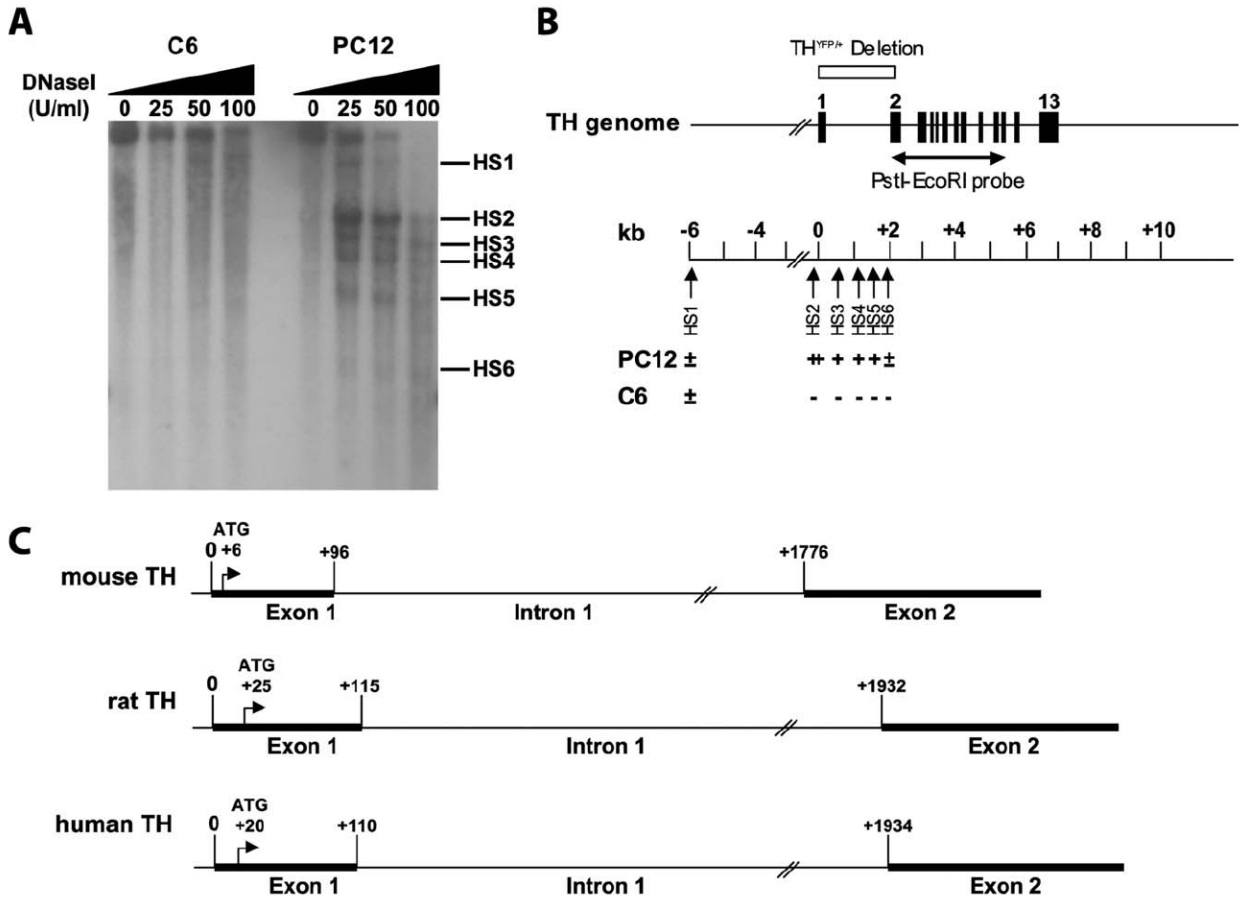 A
C6 PC12
DNaseI
(U/ml)
0 25 50 100 0 25 50 100
HS1
HS2
HS3
HS4
HS5
HS6
B
THYFP/+ Deletion
1 2 13
TH genome
PstI-EcoRI probe
kb -6 -4 0 +2 +4 +6 +8 +10
HS1 HS2 HS3 HS4 HS5 HS6
PC12 ± ++ + + + ±
C6 ± - - - - -
C
ATG
0 +6 +96 +1776
mouse TH
Exon 1 Intron 1 Exon 2
ATG
0 +25 +115 +1932
rat TH
Exon 1 Intron 1 Exon 2
ATG
0 +20 +110 +1934
human TH
Exon 1 Intron 1 Exon 2